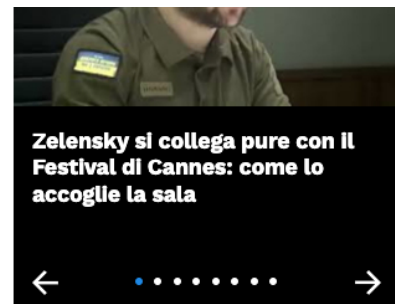 Zelensky si collega pure con il
Festival di Cannes: come lo
accoglie la sala